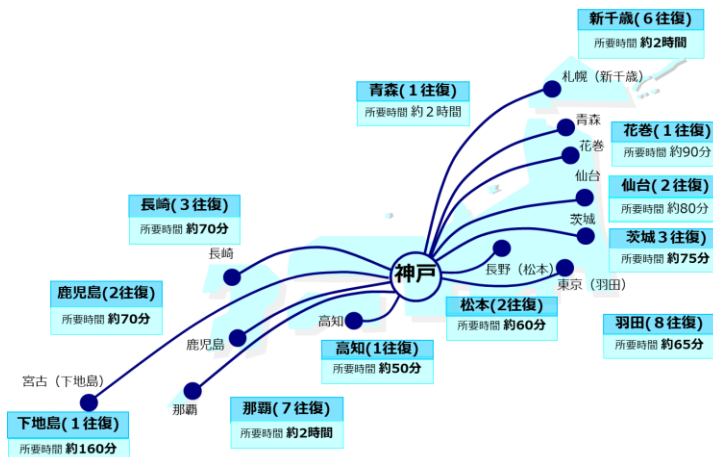 新千歳(６往復)
所要時間 約2時間
札幌（新千歳）
青森(１往復)
所要時間 約２時間
青森
花巻(１往復)
所要時間 約90分
花巻
仙台
仙台(２往復)
所要時間 約80分
長崎(３往復)
所要時間 約70分
茨城
茨城３往復)
所要時間 約75分
長崎
神戸
長野（松本）
東京（羽田）
鹿児島(2往復)
所要時間 約70分
松本(2往復)
所要時間 約60分
羽田(８往復)
所要時間 約65分
高知
鹿児島
高知(1往復)
所要時間 約50分
宮古（下地島）
那覇
那覇(７往復)
所要時間 約2時間
下地島(１往復)
所要時間 約160分